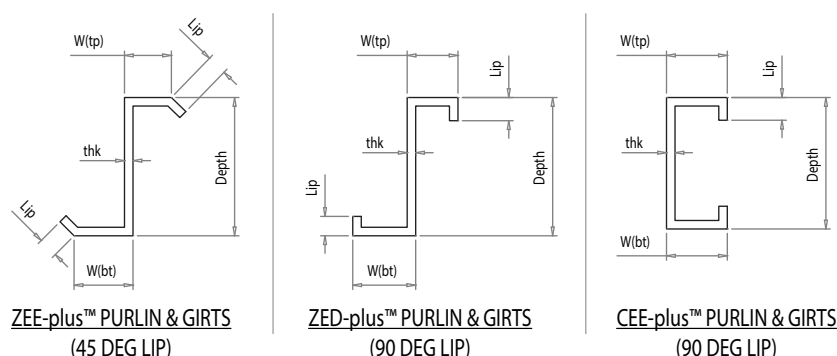 Lip
W(tp)
thk
Depth
Lip
W(bt)
ZEE-plus™ PURLIN & GIRTS
(45 DEG LIP)
W(tp)
Lip
thk
Depth
Lip
W(bt)
ZED-plus™ PURLIN & GIRTS
(90 DEG LIP)
W(tp)
Lip
thk
Depth
W(bt)
CEE-plus™ PURLIN & GIRTS
(90 DEG LIP)